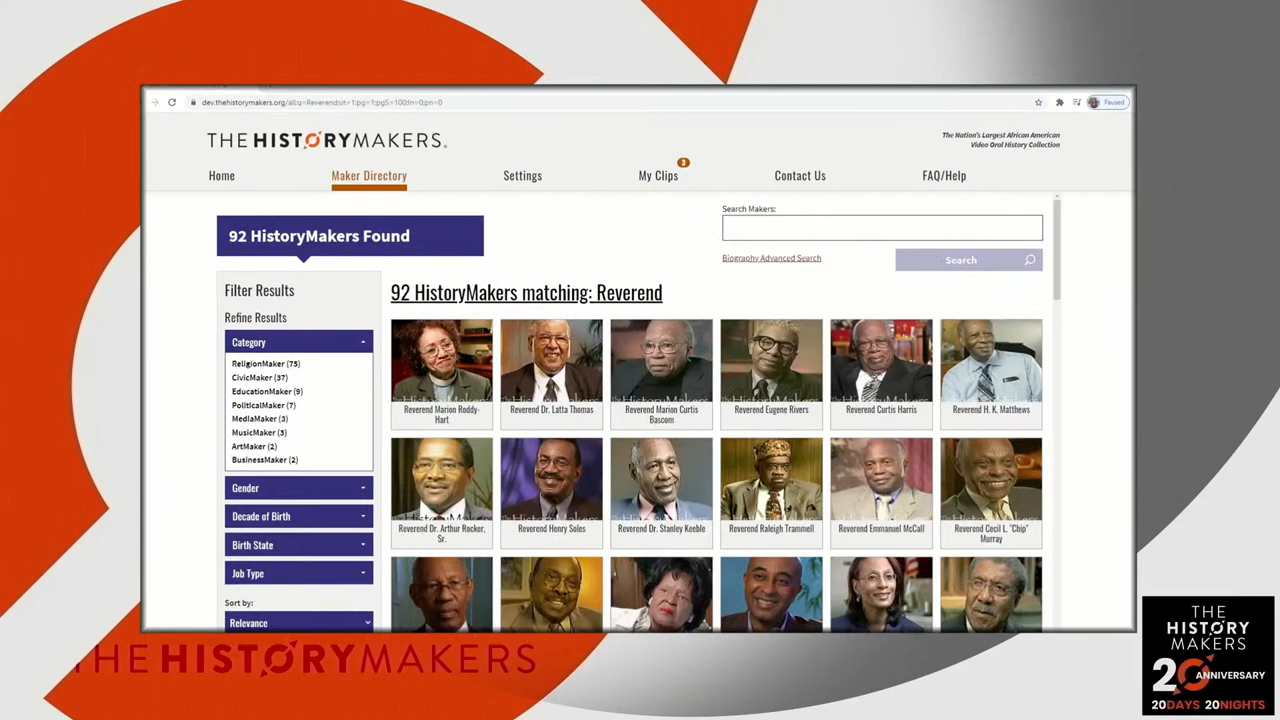 dev.thehistorymakers.org/all;q=Reverend;sit=1;pg=1;pgS=100;ln=0;pn=0
Paused
THE HISTORYMAKERS.
The Nation's Largest African American
Video Oral History Collection
3
Home
Maker Directory
Settings
My Clips
Contact Us
FAQ/Help
92 HistoryMakers Found
Search Makers:
Biography Advanced Search
Search
Filter Results
Refine Results
Category
ReligionMaker (75)
CivicMaker (37)
EducationMaker (9)
PoliticalMaker (7)
MediaMaker (3)
MusicMaker (3)
ArtMaker (2)
BusinessMaker (2)
Gender
Decade of Birth
Birth State
Job Type
Sort by:
Relevance
92 HistoryMakers matching: Reverend
Reverend Marion Roddy-
Hart
Reverend Dr. Latta Thomas
Reverend Marion Curtis
Bascom
Reverend Eugene Rivers
Reverend Curtis Harris
Reverend H. K. Matthews
Reverend Dr. Arthur Rocker,
Sr.
Reverend Henry Soles
Reverend Dr. Stanley Keeble
Reverend Raleigh Trammell
Reverend Emmanuel McCall
Reverend Cecil L. "Chip"
Murray
THE HISTORYMAKERS
THE
HISTORY
MAKERS
20 ANNIVERSARY
20DAYS 20NIGHTS